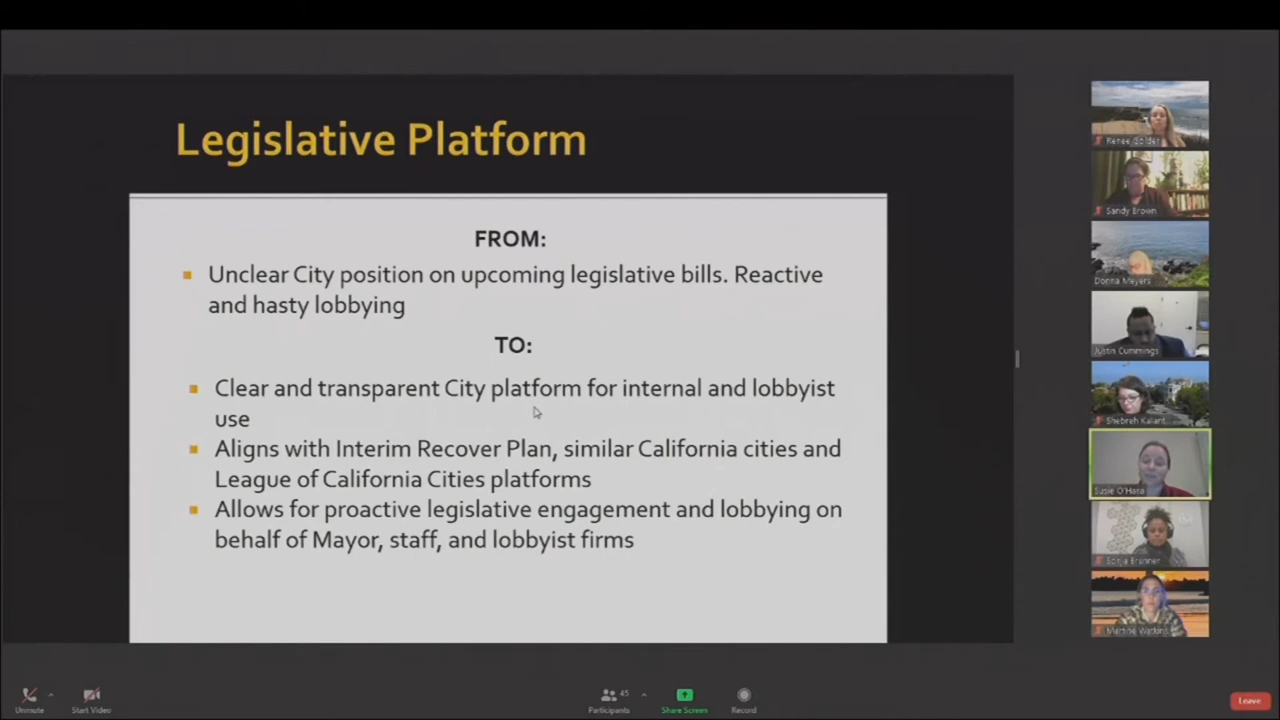 Legislative Platform
FROM:
Unclear City position on upcoming legislative bills. Reactive
and hasty lobbying
TO:
Clear and transparent City platform for internal and lobbyist
use
Aligns with Interim Recover Plan, similar California cities and
League of California Cities platforms
Allows for proactive legislative engagement and lobbying on
behalf of Mayor, staff, and lobbyist firms
Renee Golder
Sandy Brown
Donna Meyers
Justin Cummings
Shebreh Kalant
Susie O'Hara
Sonja Brunner
Martine Watkins
Unmute
Start Video
45
Participants
Share Screen
Record
Leave